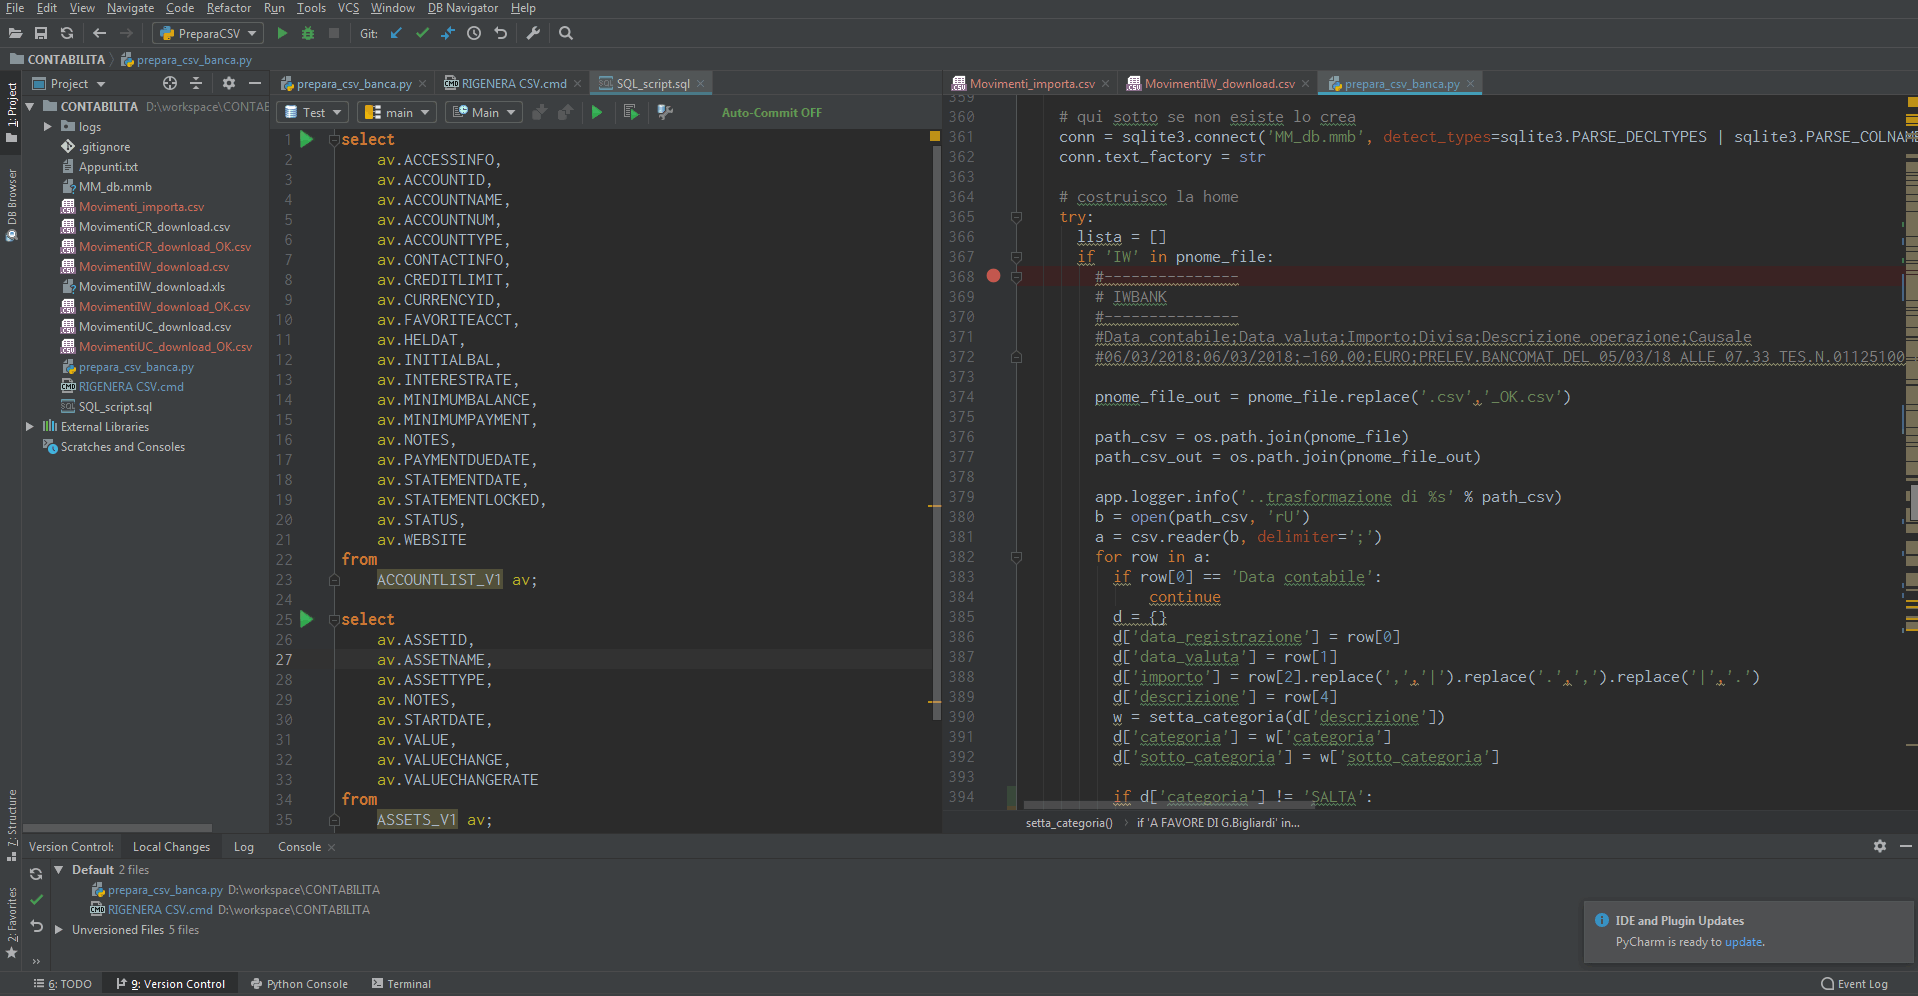 File Edit View Navigate Code Refactor Run Tools VCS Window DB Navigator Help
PreparaCSV Git:
CONTABILITA prepara_csv_banca.py
1: Project
DB Browser
7: Structure
2: Favorites
Project
CONTABILITA D:\workspace\CONTAB
logs
.gitignore
Appunti.txt
MM_db.mmb
Movimenti_importa.csv
MovimentiCR_download.csv
MovimentiCR_download_OK.csv
MovimentiIW_download.csv
MovimentiIW_download.xls
MovimentiIW_download_OK.csv
MovimentiUC_download.csv
MovimentiUC_download_OK.csv
prepara_csv_banca.py
RIGENERA CSV.cmd
SQL_script.sql
External Libraries
Scratches and Consoles
prepara_csv_banca.py RIGENERA CSV.cmd SQL_script.sql
Test main Main Auto-Commit OFF
1 select
2 av.ACCESSINFO,
3 av.ACCOUNTID,
4 av.ACCOUNTNAME,
5 av.ACCOUNTNUM,
6 av.ACCOUNTTYPE,
7 av.CONTACTINFO,
8 av.CREDITLIMIT,
9 av.CURRENCYID,
10 av.FAVORITEACCT,
11 av.HELDAT,
12 av.INITIALBAL,
13 av.INTERESTRATE,
14 av.MINIMUMBALANCE,
15 av.MINIMUMPAYMENT,
16 av.NOTES,
17 av.PAYMENTDUEDATE,
18 av.STATEMENTDATE,
19 av.STATEMENTLOCKED,
20 av.STATUS,
21 av.WEBSITE
22 from
23 ACCOUNTLIST_V1 av;
24
25 select
26 av.ASSETID,
27 av.ASSETNAME,
28 av.ASSETTYPE,
29 av.NOTES,
30 av.STARTDATE,
31 av.VALUE,
32 av.VALUECHANGE,
33 av.VALUECHANGERATE
34 from
35 ASSETS_V1 av;
Movimenti_importa.csv MovimentiIW_download.csv prepara_csv_banca.py
359
360 # qui sotto se non esiste lo crea
361 conn = sqlite3.connect('MM_db.mmb', detect_types=sqlite3.PARSE_DECLTYPES | sqlite3.PARSE_COLNAM
362 conn.text_factory = str
363
364 # costruisco la home
365 try:
366 lista = []
367 if 'IW' in pnome_file:
368 #---------------
369 # IWBANK
370 #---------------
371 #Data contabile;Data valuta;Importo;Divisa;Descrizione operazione;Causale
372 #06/03/2018;06/03/2018;-160,00;EURO;PRELEV.BANCOMAT DEL 05/03/18 ALLE 07.33 TES.N.01125100
373
374 pnome_file_out = pnome_file.replace('.csv','_OK.csv')
375
376 path_csv = os.path.join(pnome_file)
377 path_csv_out = os.path.join(pnome_file_out)
378
379 app.logger.info('..trasformazione di %s' % path_csv)
380 b = open(path_csv, 'rU')
381 a = csv.reader(b, delimiter=';')
382 for row in a:
383 if row[0] == 'Data contabile':
384 continue
385 d = {}
386 d['data_registrazione'] = row[0]
387 d['data_valuta'] = row[1]
388 d['importo'] = row[2].replace(',','|').replace('.',',').replace('|','.')
389 d['descrizione'] = row[4]
390 w = setta_categoria(d['descrizione'])
391 d['categoria'] = w['categoria']
392 d['sotto_categoria'] = w['sotto_categoria']
393
394 if d['categoria'] != 'SALTA':
setta_categoria() › if 'A FAVORE DI G.Bigliardi' in...
Version Control: Local Changes Log Console
Default 2 files
prepara_csv_banca.py D:\workspace\CONTABILITA
RIGENERA CSV.cmd D:\workspace\CONTABILITA
Unversioned Files 5 files
IDE and Plugin Updates
PyCharm is ready to update.
6: TODO 9: Version Control Python Console Terminal Event Log